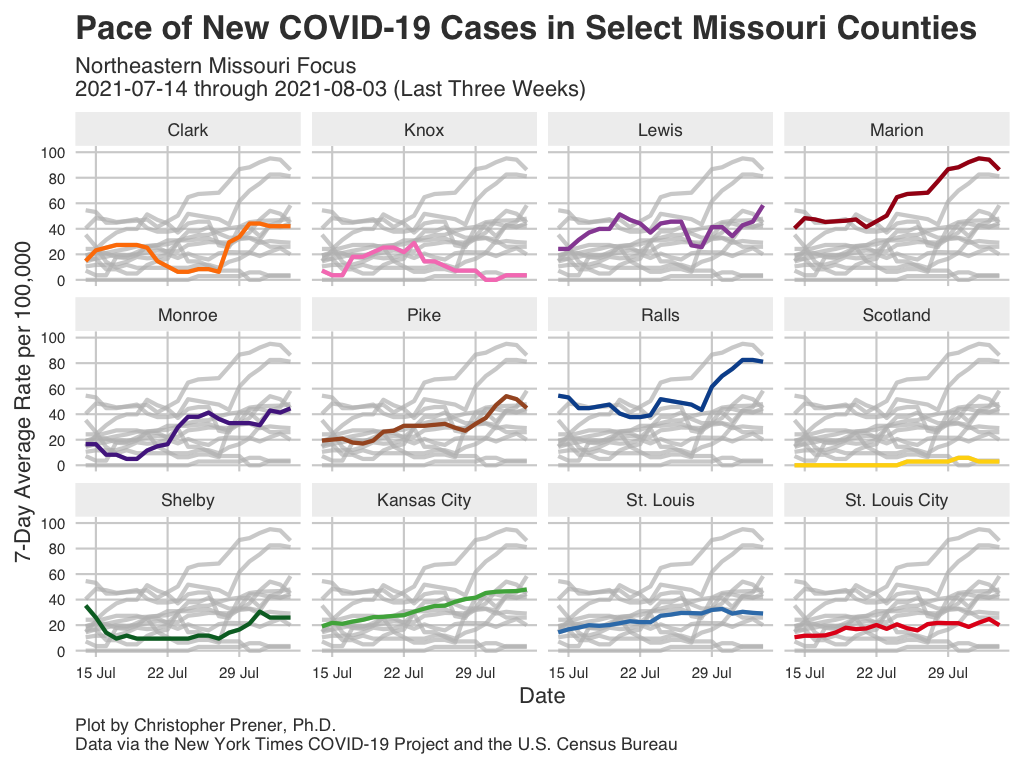 Pace of New COVID-19 Cases in Select Missouri Counties
Northeastern Missouri Focus
2021-07-14 through 2021-08-03 (Last Three Weeks)
Clark Knox Lewis Marion
100
80
60
40
20
0
Monroe Pike Ralls Scotland
100
80
60
40
20
0
Shelby Kansas City St. Louis St. Louis City
100
80
60
40
20
0
7-Day Average Rate per 100,000
15 Jul 22 Jul 29 Jul 15 Jul 22 Jul 29 Jul 15 Jul 22 Jul 29 Jul 15 Jul 22 Jul 29 Jul
Date
Plot by Christopher Prener, Ph.D.
Data via the New York Times COVID-19 Project and the U.S. Census Bureau